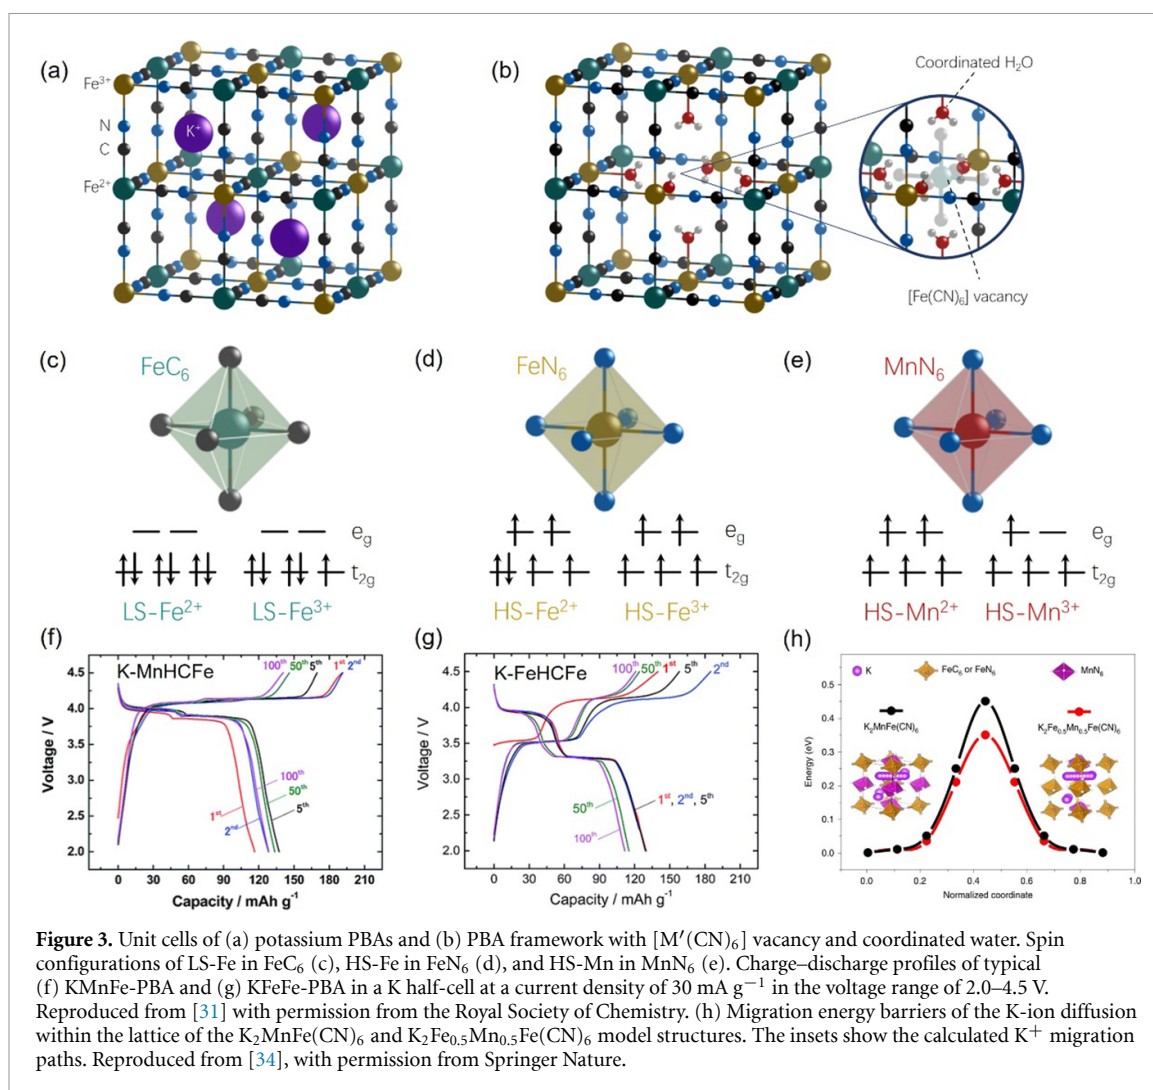 (a)
Fe³⁺
N
C
Fe²⁺
K⁺
(b)
Coordinated H₂O
[Fe(CN)₆] vacancy
(c)
FeC₆
e_g
t₂g
LS-Fe²⁺ LS-Fe³⁺
(d)
FeN₆
e_g
t₂g
HS-Fe²⁺ HS-Fe³⁺
(e)
MnN₆
e_g
t₂g
HS-Mn²⁺ HS-Mn³⁺
(f)
K-MnHCFe
100th 50th 5th 1st 2nd
Voltage / V
4.5
4.0
3.5
3.0
2.5
2.0
1st
2nd
100th
50th
5th
0 30 60 90 120 150 180 210
Capacity / mAh g⁻¹
(g)
K-FeHCFe
100th 50th 1st 5th 2nd
Voltage / V
4.5
4.0
3.5
3.0
2.5
2.0
50th
100th
1st, 2nd, 5th
0 30 60 90 120 150 180 210
Capacity / mAh g⁻¹
(h)
K FeC₆ or FeN₆ MnN₆
K₂MnFe(CN)₆ K₂Fe₀.₅Mn₀.₅Fe(CN)₆
Energy (eV)
0.5
0.4
0.3
0.2
0.1
0.0
0.0 0.2 0.4 0.6 0.8 1.0
Normalized coordinate
Figure 3. Unit cells of (a) potassium PBAs and (b) PBA framework with [M′(CN)₆] vacancy and coordinated water. Spin
configurations of LS-Fe in FeC₆ (c), HS-Fe in FeN₆ (d), and HS-Mn in MnN₆ (e). Charge–discharge profiles of typical
(f) KMnFe-PBA and (g) KFeFe-PBA in a K half-cell at a current density of 30 mA g⁻¹ in the voltage range of 2.0–4.5 V.
Reproduced from [31] with permission from the Royal Society of Chemistry. (h) Migration energy barriers of the K-ion diffusion
within the lattice of the K₂MnFe(CN)₆ and K₂Fe₀.₅Mn₀.₅Fe(CN)₆ model structures. The insets show the calculated K⁺ migration
paths. Reproduced from [34], with permission from Springer Nature.